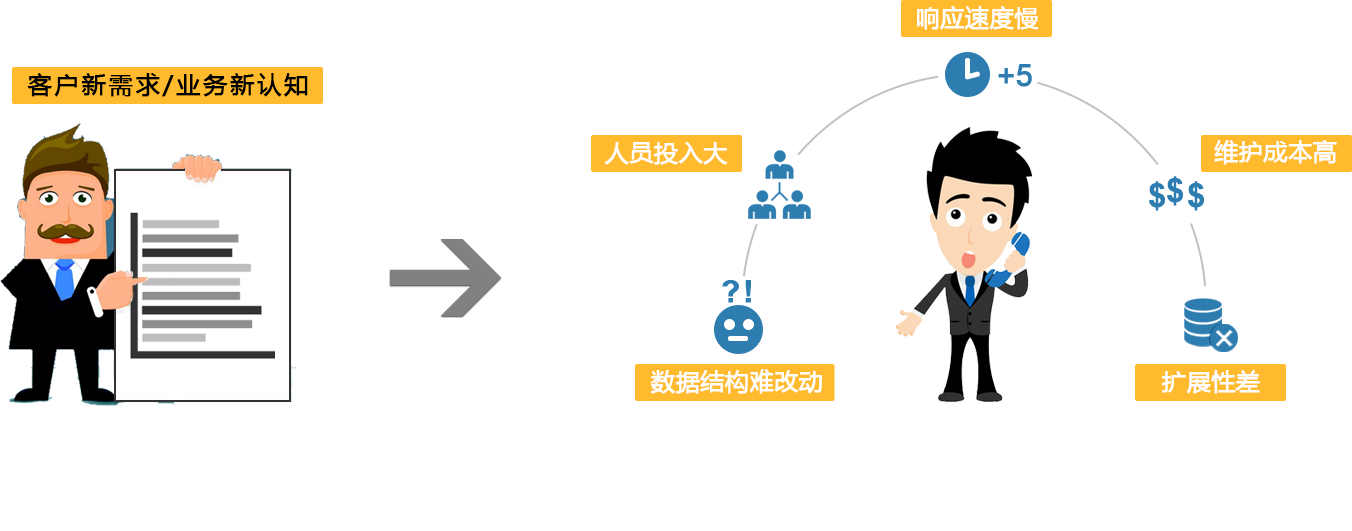 客户新需求/业务新认知
响应速度慢
+5
人员投入大
维护成本高
$$$
?!
数据结构难改动
扩展性差